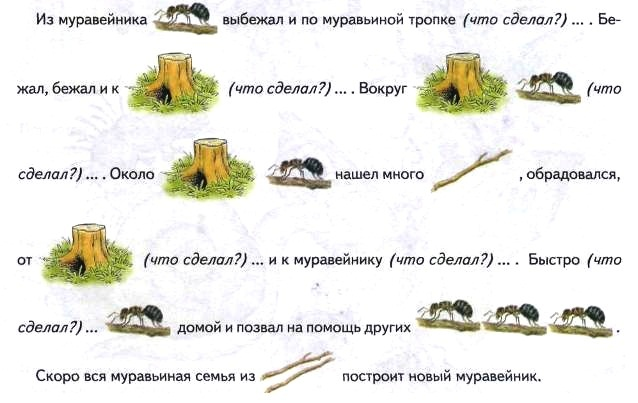 Из муравейника выбежал и по муравьиной тропке (что сделал?) ... . Бе-
жал, бежал и к (что сделал?) ... . Вокруг (что
сделал?) ... . Около нашел много , обрадовался,
от (что сделал?) ... и к муравейнику (что сделал?) ... . Быстро (что
сделал?) ... домой и позвал на помощь других .
Скоро вся муравьиная семья из построит новый муравейник.